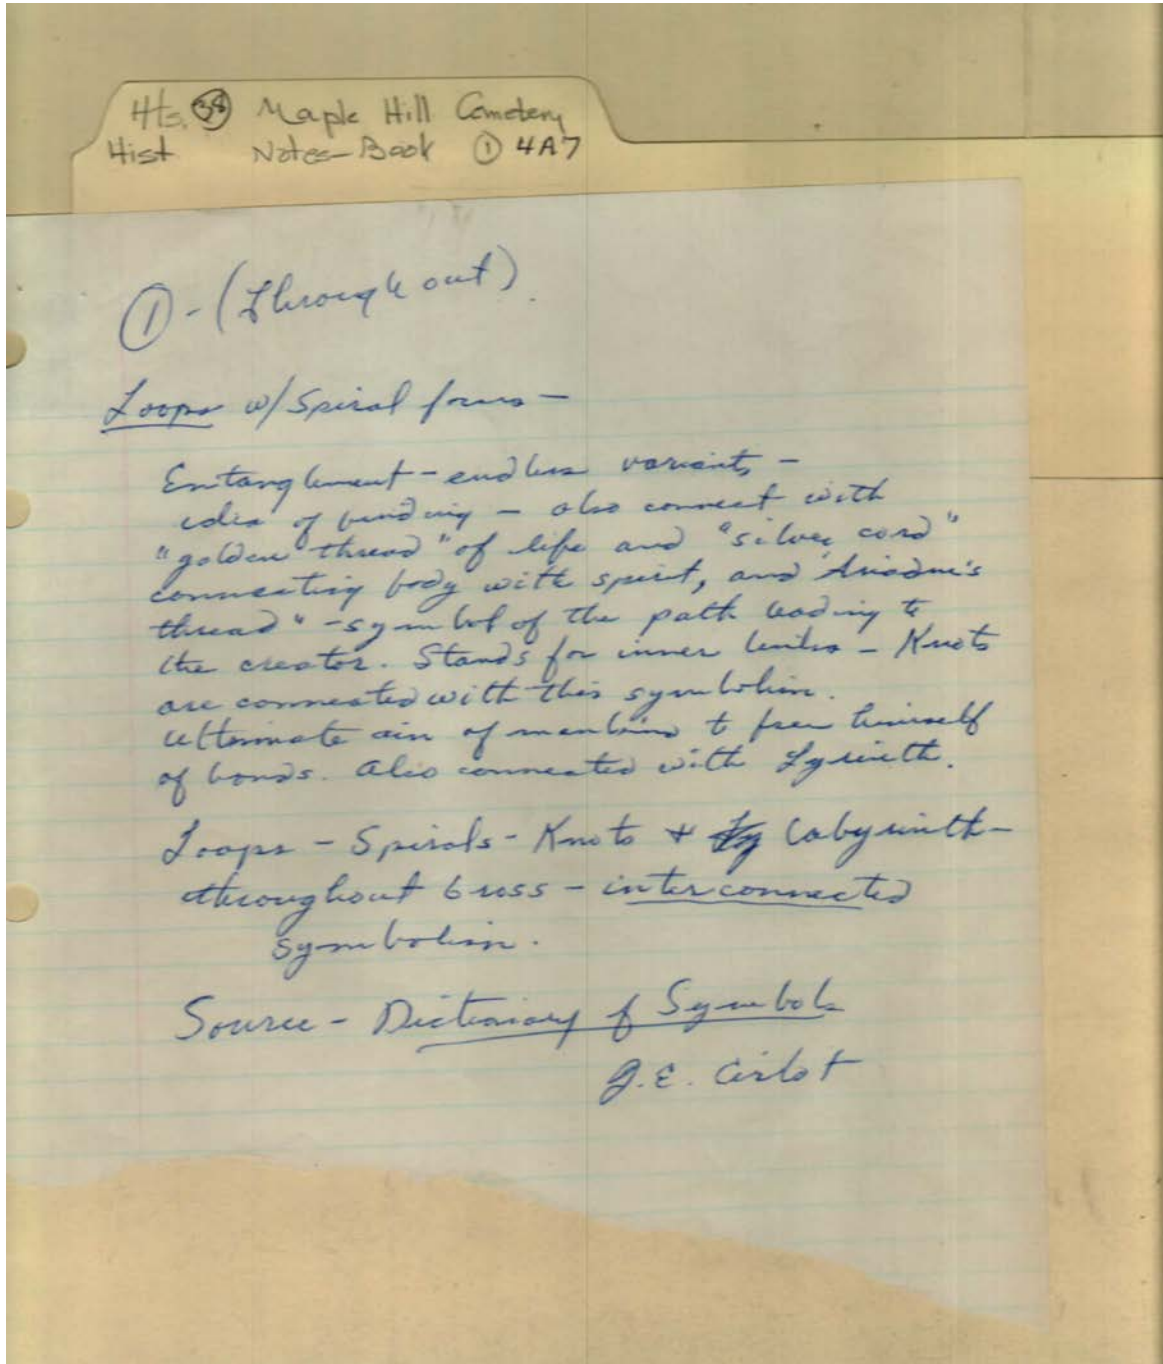 Hts. 38 Maple Hill Cemetery
Hist Notes-Book ① 4A7
① - (Through out)
Loops w/ Spiral forms -
Entanglement - endless variants -
idea of binding - also connect with
"golden thread" of life and "silver cord"
connecting body with spirit, and "Ariadne's
thread" - symbol of the path leading to
the creator. Stands for inner links - Knots
are connected with this symbolism.
Ultimate aim of mankind to free himself
of bonds. Also connected with
Loops - Spirals - Knots + Labyrinth -
throughout Cross - interconnected
symbolism.
Source - Dictionary of Symbols
J.E. Cirlot